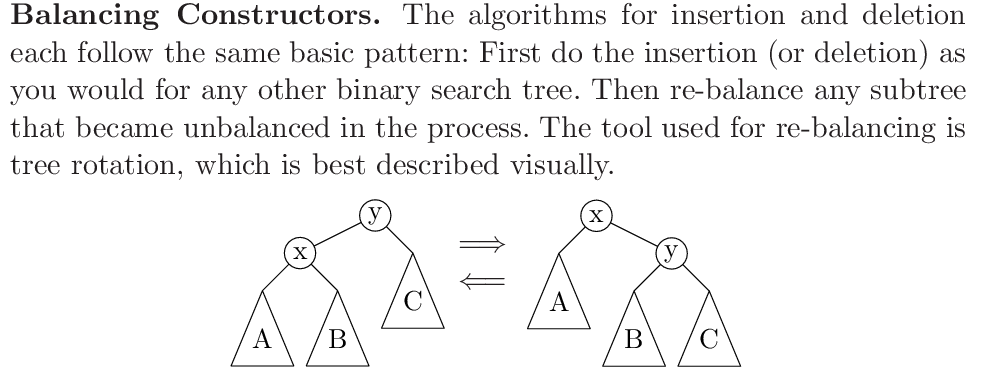 Balancing Constructors. The algorithms for insertion and deletion
each follow the same basic pattern: First do the insertion (or deletion) as
you would for any other binary search tree. Then re-balance any subtree
that became unbalanced in the process. The tool used for re-balancing is
tree rotation, which is best described visually.
y
x
x
y
C
A
A
B
B
C